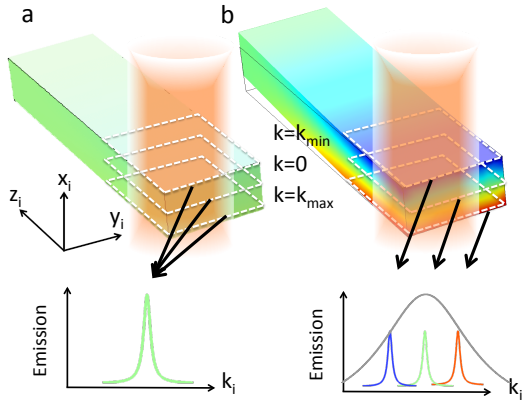 a
b
k=k_min
k=0
k=k_max
x_i
z_i
y_i
Emission
k_i
Emission
k_i